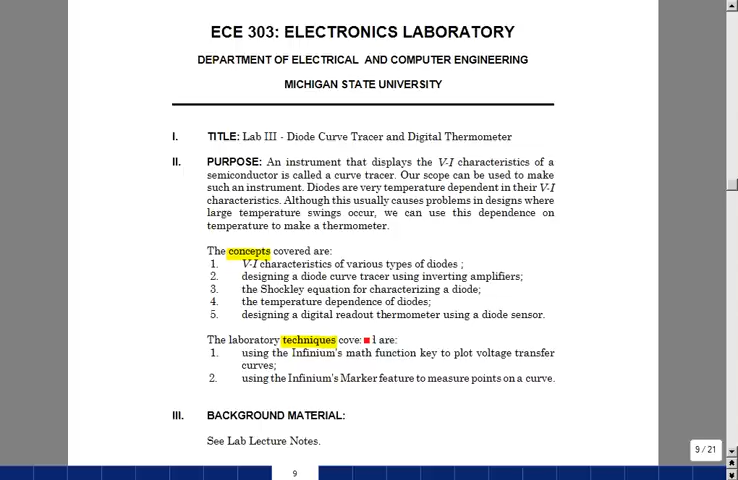 ECE 303: ELECTRONICS LABORATORY
DEPARTMENT OF ELECTRICAL AND COMPUTER ENGINEERING
MICHIGAN STATE UNIVERSITY
I. TITLE: Lab III - Diode Curve Tracer and Digital Thermometer
II. PURPOSE: An instrument that displays the V-I characteristics of a
semiconductor is called a curve tracer. Our scope can be used to make
such an instrument. Diodes are very temperature dependent in their V-I
characteristics. Although this usually causes problems in designs where
large temperature swings occur, we can use this dependence on
temperature to make a thermometer.
The concepts covered are:
1. V-I characteristics of various types of diodes ;
2. designing a diode curve tracer using inverting amplifiers;
3. the Shockley equation for characterizing a diode;
4. the temperature dependence of diodes;
5. designing a digital readout thermometer using a diode sensor.
The laboratory techniques are:
1. using the Infinium's math function key to plot voltage transfer
curves;
2. using the Infinium's Marker feature to measure points on a curve.
III. BACKGROUND MATERIAL:
See Lab Lecture Notes.
9 / 21
9